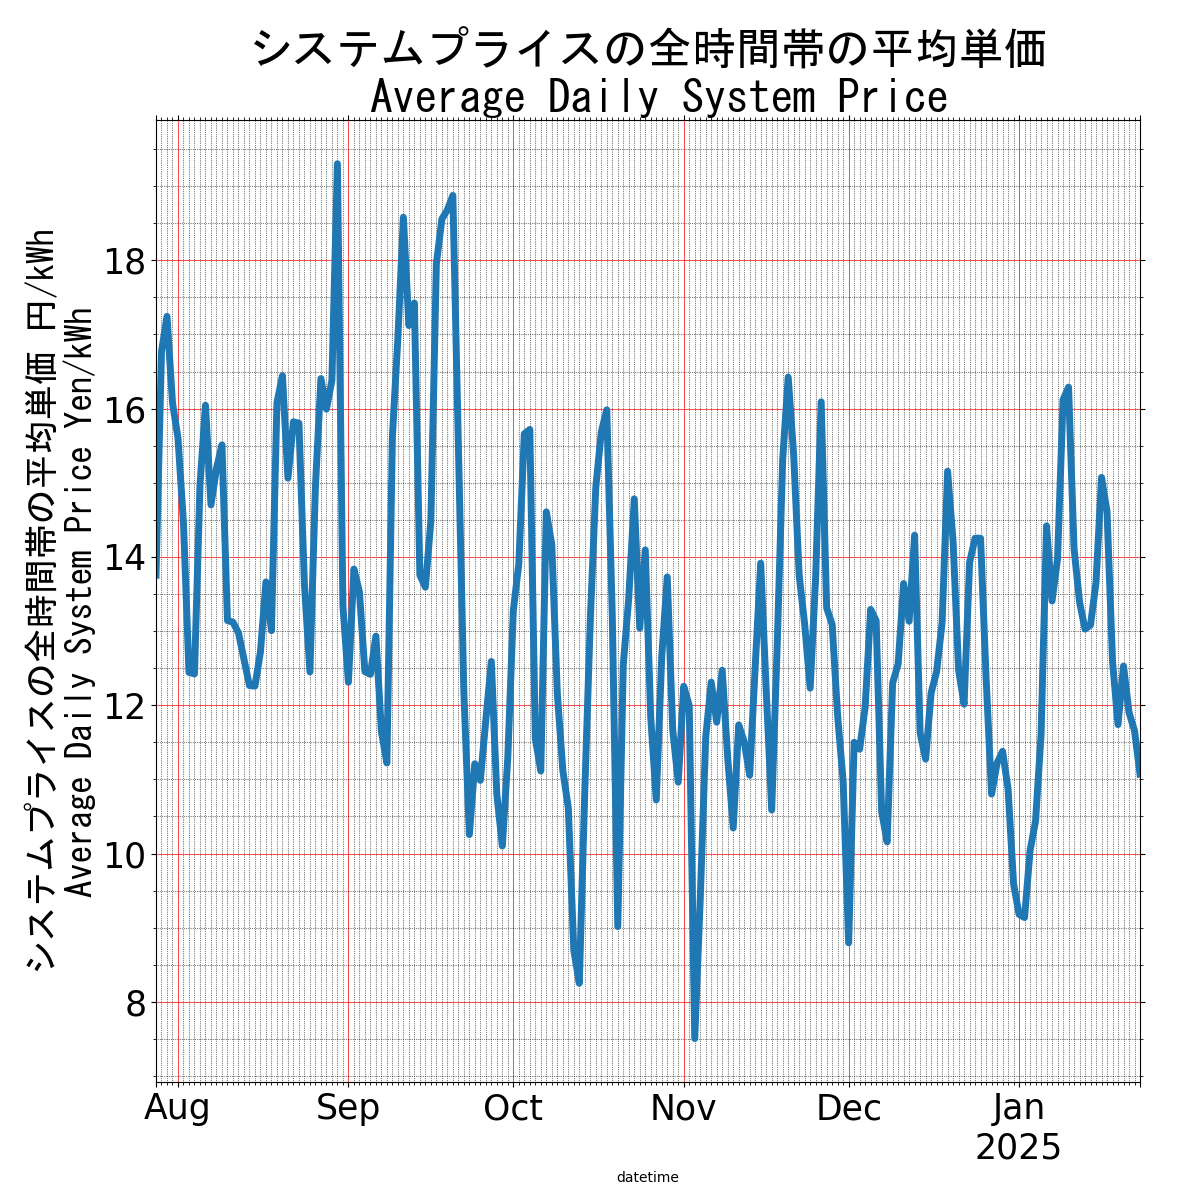 システムプライスの全時間帯の平均単価
Average Daily System Price
システムプライスの全時間帯の平均単価 円/kWh
Average Daily System Price Yen/kWh
18
16
14
12
10
8
Aug
Sep
Oct
Nov
Dec
Jan
2025
datetime